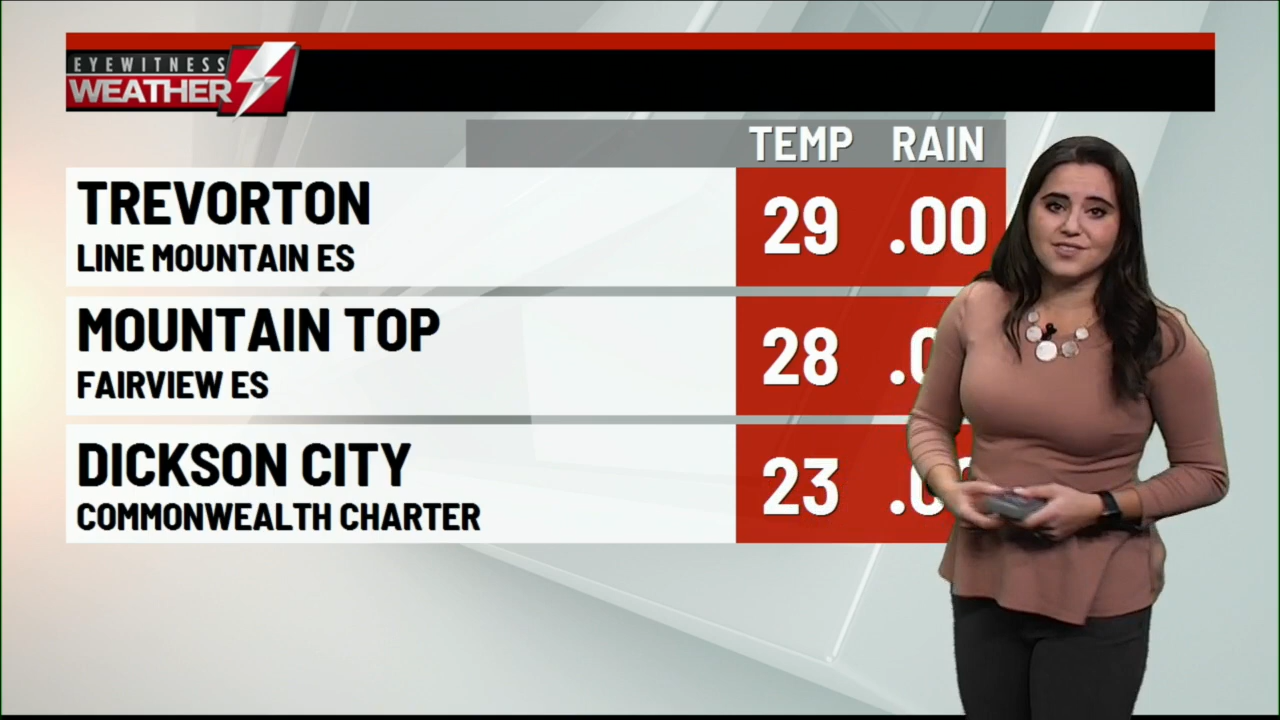 EYEWITNESS
WEATHER
TEMP RAIN
TREVORTON
LINE MOUNTAIN ES
29 .00
MOUNTAIN TOP
FAIRVIEW ES
28
DICKSON CITY
COMMONWEALTH CHARTER
23